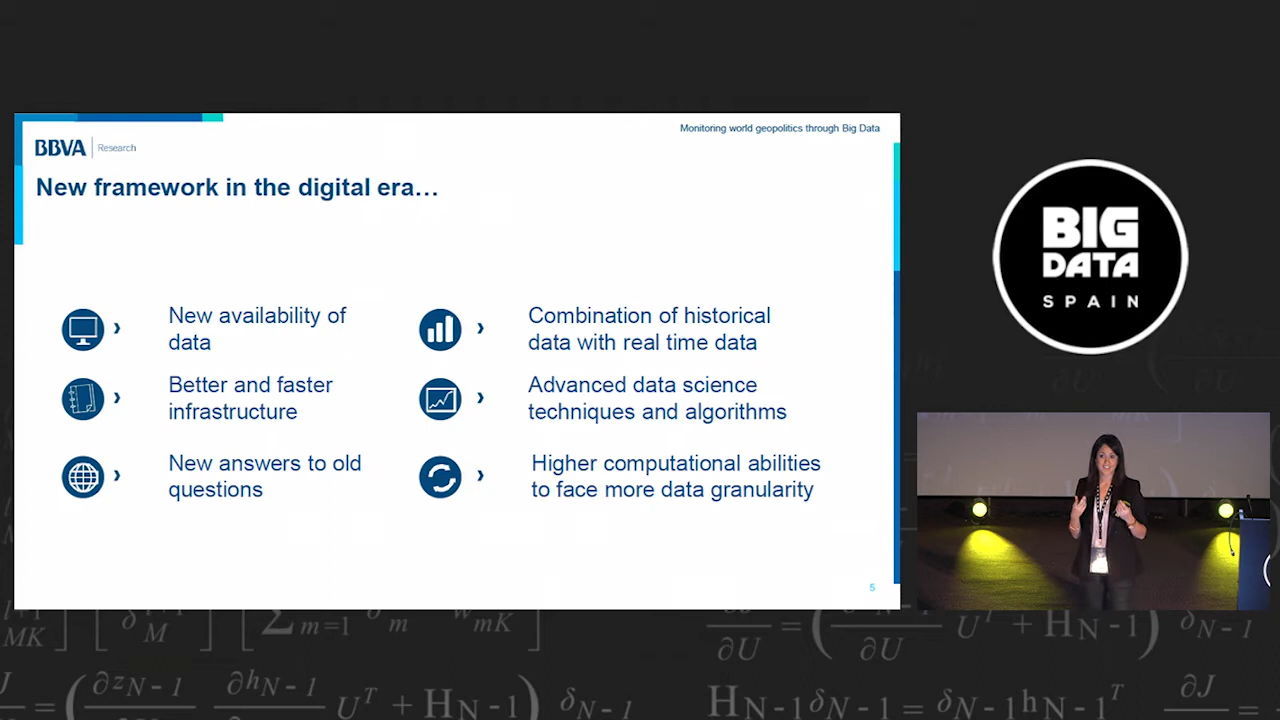 Monitoring world geopolitics through Big Data
BBVA Research
New framework in the digital era…
New availability of
data
Better and faster
infrastructure
New answers to old
questions
Combination of historical
data with real time data
Advanced data science
techniques and algorithms
Higher computational abilities
to face more data granularity
5
BIG
DATA
SPAIN